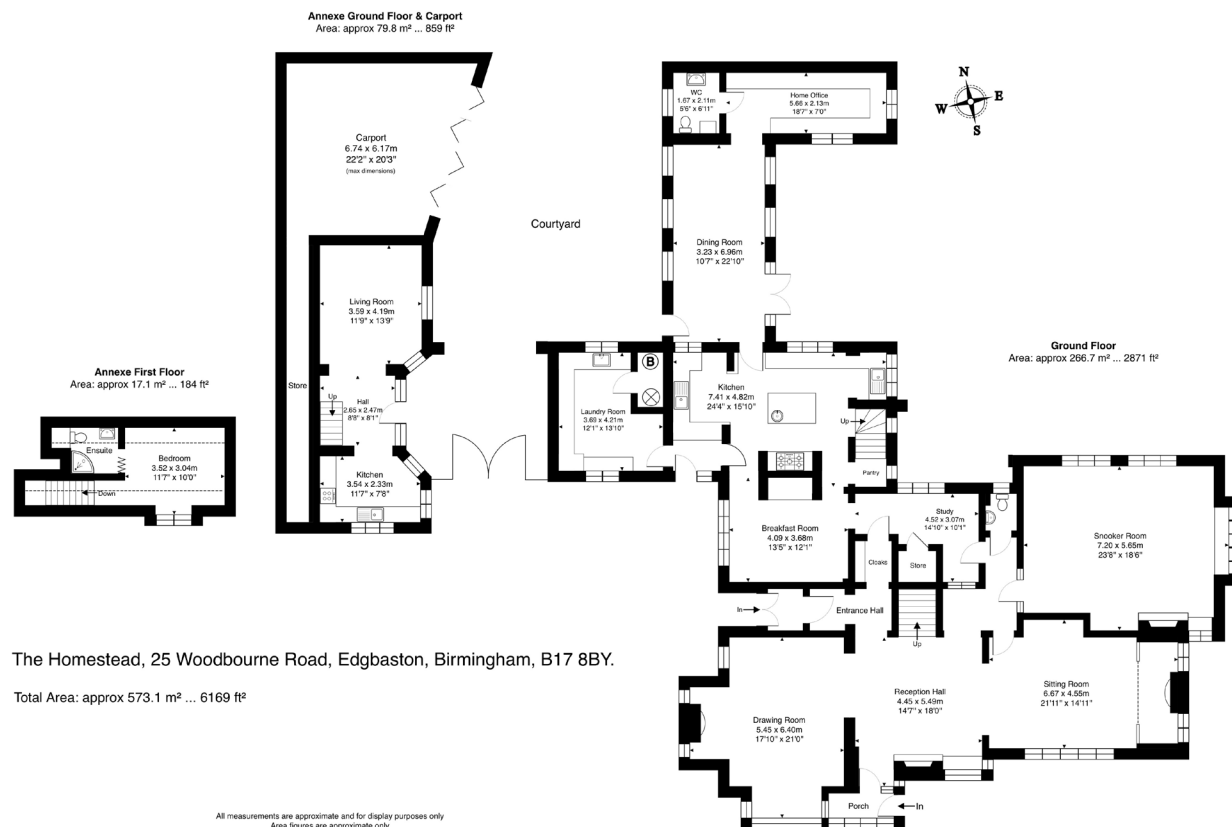 Annexe Ground Floor & Carport
Area: approx 79.8 m² ... 859 ft²
Carport
6.74 x 6.17m
22'2" x 20'3"
(max dimensions)
Courtyard
WC
1.67 x 2.11m
5'6" x 6'11"
Home Office
5.66 x 2.13m
18'7" x 7'0"
N
E
S
W
Dining Room
3.23 x 6.96m
10'7" x 22'10"
Living Room
3.59 x 4.19m
11'9" x 13'9"
Store
Up
Hall
2.65 x 2.47m
8'8" x 8'1"
Kitchen
3.54 x 2.33m
11'7" x 7'8"
Annexe First Floor
Area: approx 17.1 m² ... 184 ft²
Ensuite
Bedroom
3.52 x 3.04m
11'7" x 10'0"
Down
Ground Floor
Area: approx 266.7 m² ... 2871 ft²
B
Laundry Room
3.69 x 4.21m
12'1" x 13'10"
Kitchen
7.41 x 4.82m
24'4" x 15'10"
Up
Pantry
Breakfast Room
4.09 x 3.68m
13'5" x 12'1"
Study
4.52 x 3.07m
14'10" x 10'1"
Cloaks
Store
Snooker Room
7.20 x 5.65m
23'8" x 18'6"
In
Entrance Hall
Up
The Homestead, 25 Woodbourne Road, Edgbaston, Birmingham, B17 8BY.
Total Area: approx 573.1 m² ... 6169 ft²
Drawing Room
5.45 x 6.40m
17'10" x 21'0"
Reception Hall
4.45 x 5.49m
14'7" x 18'0"
Sitting Room
6.67 x 4.55m
21'11" x 14'11"
Porch
In
All measurements are approximate and for display purposes only
Area figures are approximate only